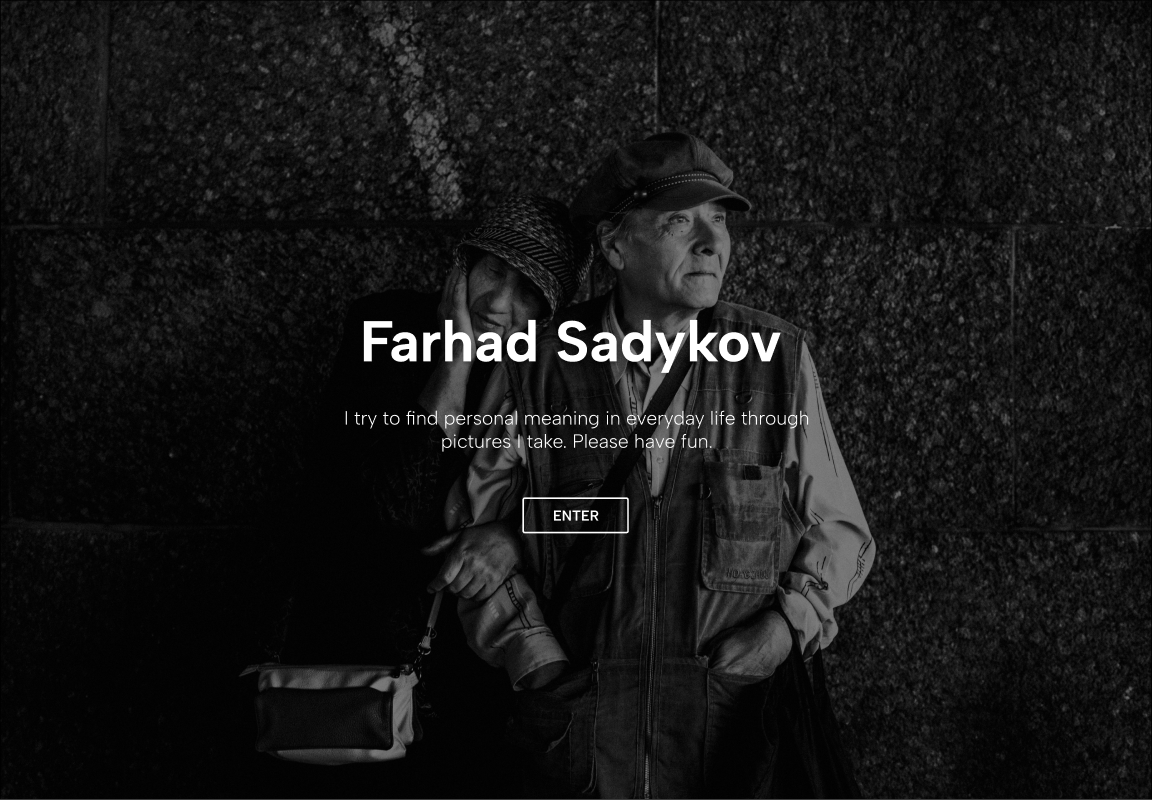 Farhad Sadykov
I try to find personal meaning in everyday life through
pictures I take. Please have fun.
ENTER